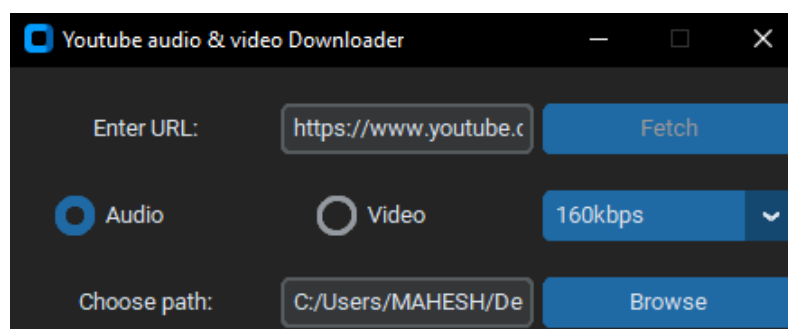 Youtube audio & video Downloader
Enter URL: https://www.youtube.c Fetch
Audio Video 160kbps
Choose path: C:/Users/MAHESH/De Browse